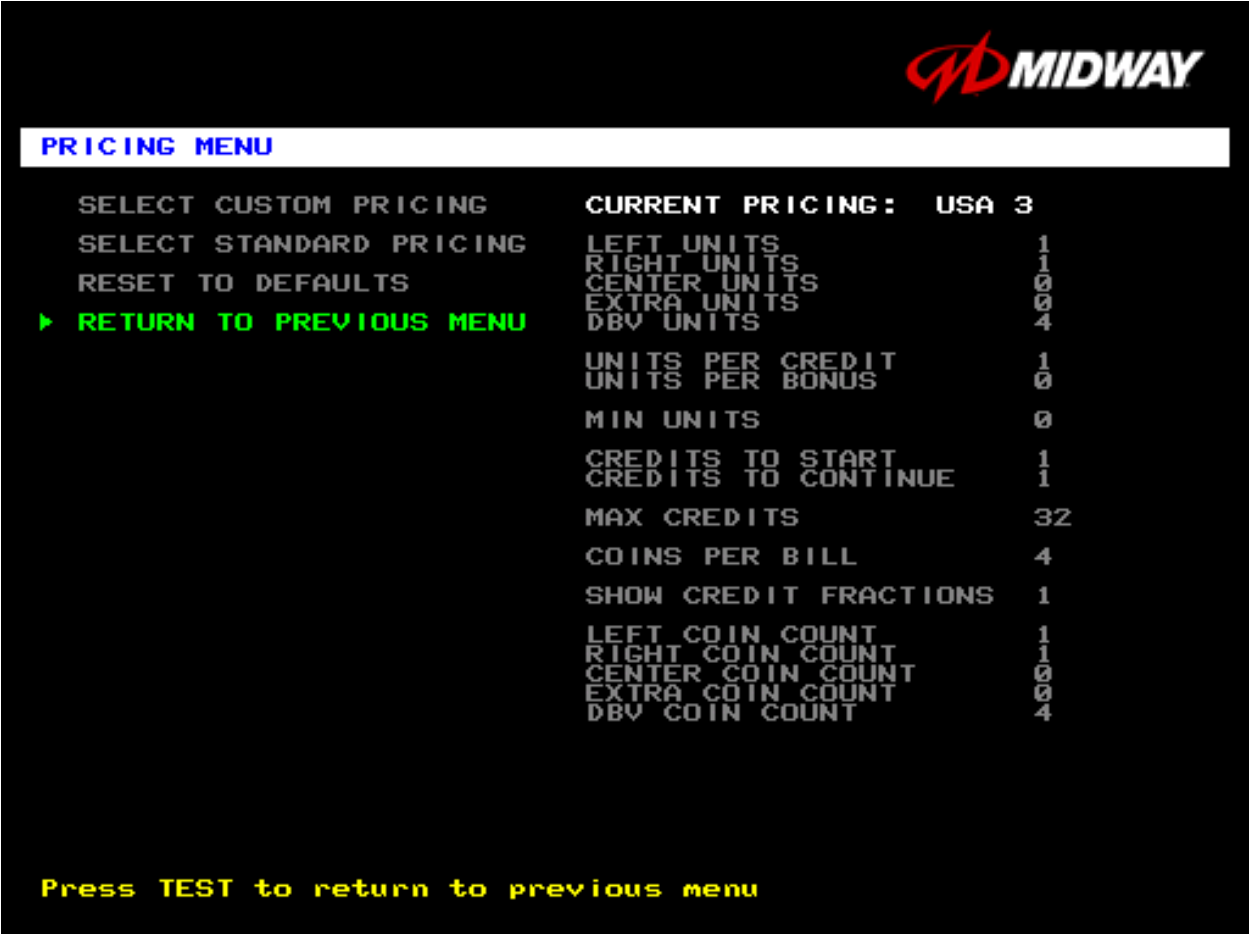 MIDWAY
PRICING MENU
SELECT CUSTOM PRICING
SELECT STANDARD PRICING
RESET TO DEFAULTS
RETURN TO PREVIOUS MENU
CURRENT PRICING: USA 3
LEFT UNITS 1
RIGHT UNITS 1
CENTER UNITS 0
EXTRA UNITS 0
DBV UNITS 4
UNITS PER CREDIT 1
UNITS PER BONUS 0
MIN UNITS 0
CREDITS TO START 1
CREDITS TO CONTINUE 1
MAX CREDITS 32
COINS PER BILL 4
SHOW CREDIT FRACTIONS 1
LEFT COIN COUNT 1
RIGHT COIN COUNT 1
CENTER COIN COUNT 0
EXTRA COIN COUNT 0
DBV COIN COUNT 4
Press TEST to return to previous menu